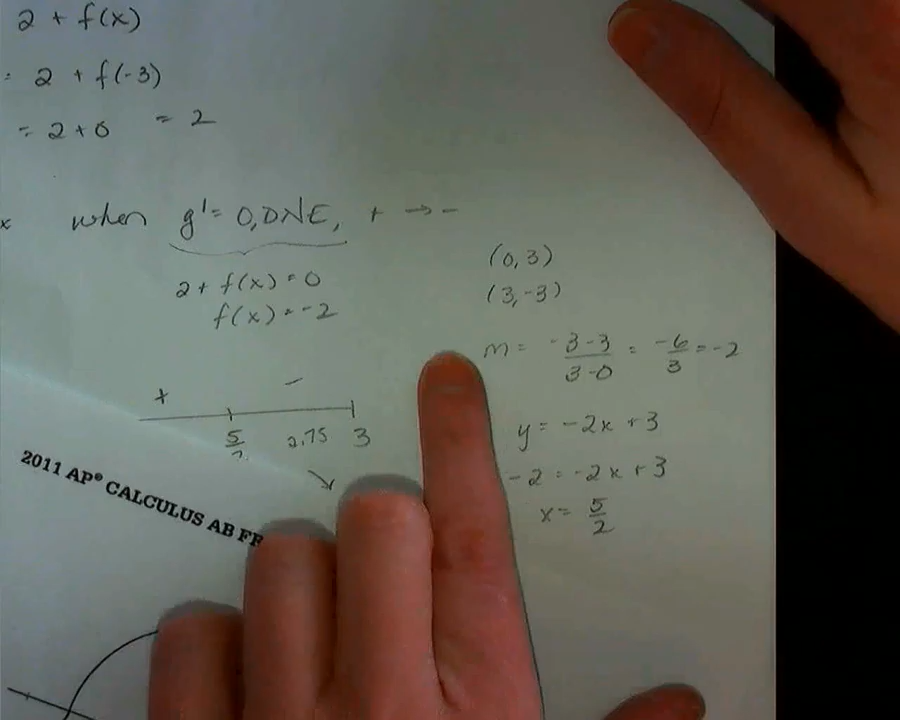 2 + f(x)
= 2 + f(-3)
= 2+0 = 2
x when g'= 0, DNE, + → -
2+ f(x) = 0
f(x) = -2
(0,3)
(3,-3)
m = -3-3/3-0 = -6/3 = -2
+ -
5/2 2.75 3
y = -2x +3
-2 = -2x +3
x = 5/2
2011 AP® CALCULUS AB FR